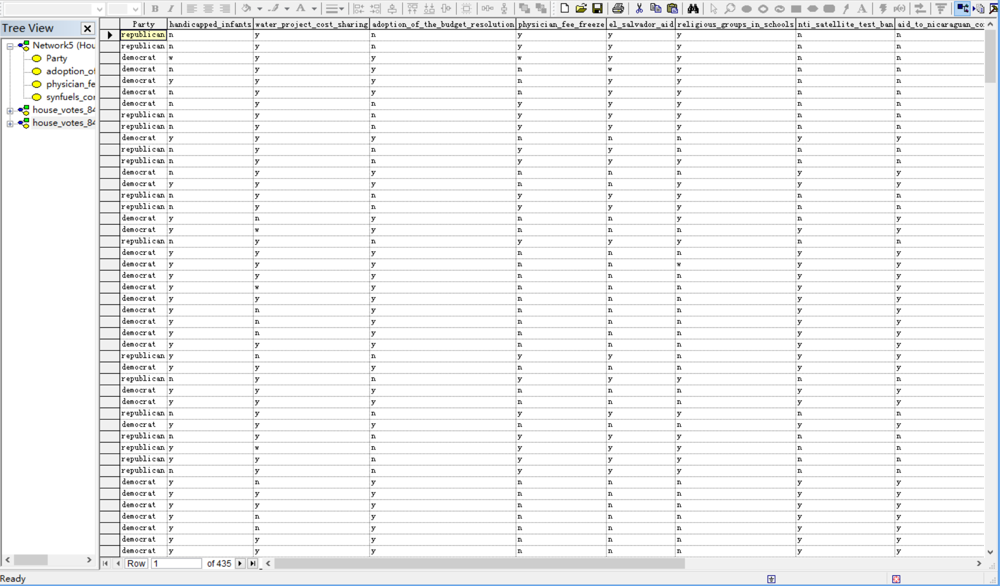 B I A A p(e)
Tree View
Network5 (Hou
Party
adoption_of
physician_fe
synfuels_cor
house_votes_84
house_votes_84
Party handicapped_infants water_project_cost_sharing adoption_of_the_budget_resolution physician_fee_freeze el_salvador_aid religious_groups_in_schools nti_satellite_test_ban aid_to_nicaraguan_co
republican n y n y y y n n
republican n y n y y y n n
democrat w y y w y y n n
democrat n y y n w y n n
democrat y y y n y y n n
democrat n y y n y y n n
democrat n y n y y y n n
republican n y n y y y n n
republican n y n y y y n n
democrat y y y n n n y y
republican n y n y y n n n
republican n y n y y y n n
democrat n y y n n n y y
democrat y y y n n y y y
republican n y n y y y n n
republican n y n y y y n n
democrat y n y n n y n y
democrat y w y n n n y y
republican n y n y y y n n
democrat y y y n n n y y
democrat y y y n n w y y
democrat y y y n n n y y
democrat y w y n n n y y
democrat y y y n n n y y
democrat y n y n n n y y
democrat y n y n n n y y
democrat y n y n n n y y
democrat y y y n n n y y
republican y n n y y n y y
democrat y y y n n n y y
republican n y n y y y n n
democrat y y y n n n y y
democrat y y y n n n y y
republican n y n y y y n n
democrat y y y n n n y y
republican n y n y y y n n
republican y w n y y y n n
republican y y n y y y n n
republican n y n y y y n n
democrat y n y n n n y y
democrat y y y n n n y y
democrat y y y n n n y y
democrat y n y n n n y y
democrat y n y n n n y y
democrat y y y n n n y y
democrat y y y n n n y y
Row 1 of 435
Ready